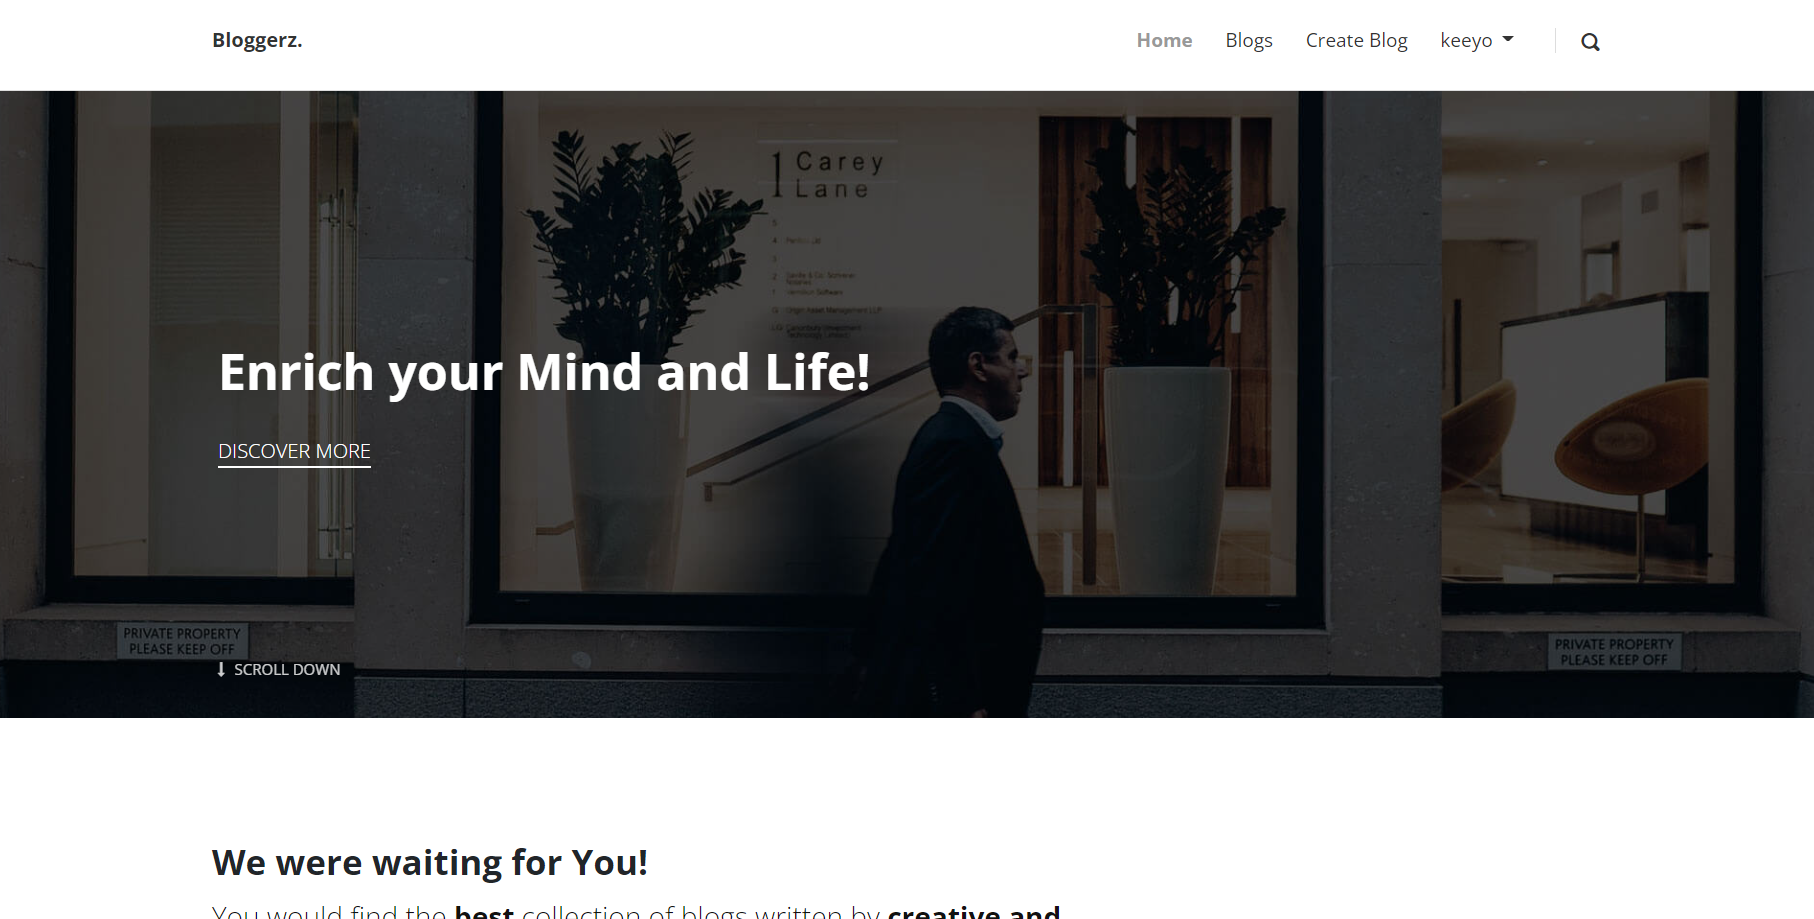 Bloggerz.
Home Blogs Create Blog keeyo
1 Carey
Lane
Enrich your Mind and Life!
DISCOVER MORE
PRIVATE PROPERTY
PLEASE KEEP OFF
PRIVATE PROPERTY
PLEASE KEEP OFF
SCROLL DOWN
We were waiting for You!
You would find the best collection of blogs written by creative and